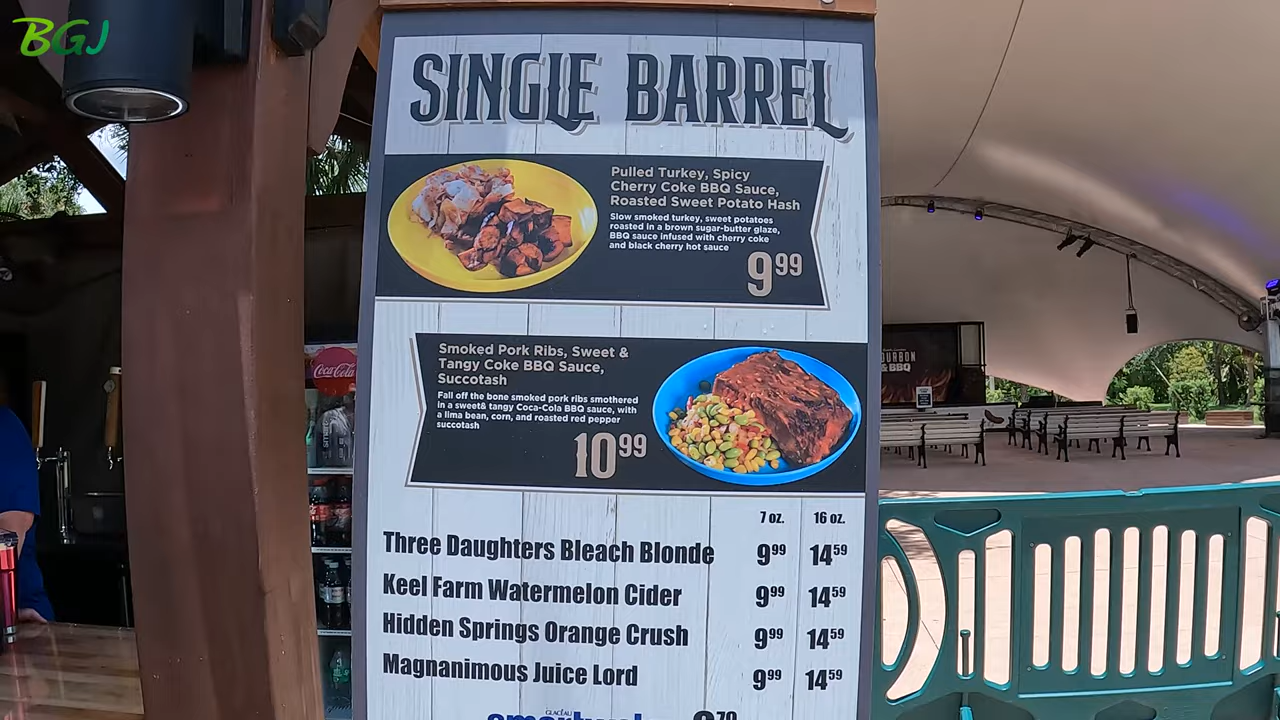 BGJ
SINGLE BARREL
Pulled Turkey, Spicy
Cherry Coke BBQ Sauce,
Roasted Sweet Potato Hash
Slow smoked turkey, sweet potatoes
roasted in a brown sugar-butter glaze,
BBQ sauce infused with cherry coke
and black cherry hot sauce
9 99
Smoked Pork Ribs, Sweet &
Tangy Coke BBQ Sauce,
Succotash
Fall off the bone smoked pork ribs smothered
in a sweet& tangy Coca-Cola BBQ sauce, with
a lima bean, corn, and roasted red pepper
succotash
10 99
7 oz. 16 oz.
Three Daughters Bleach Blonde 9 99 14 59
Keel Farm Watermelon Cider 9 99 14 59
Hidden Springs Orange Crush 9 99 14 59
Magnanimous Juice Lord 9 99 14 59
GLACÉAU
Coca-Cola
& BBQ